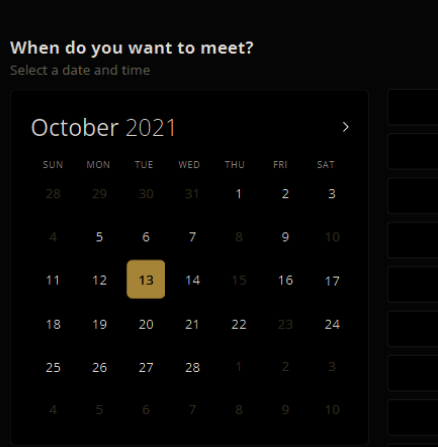 When do you want to meet?
Select a date and time
October 2021
SUN MON TUE WED THU FRI SAT
28 29 30 31 1 2 3
4 5 6 7 8 9 10
11 12 13 14 15 16 17
18 19 20 21 22 23 24
25 26 27 28 1 2 3
4 5 6 7 8 9 10